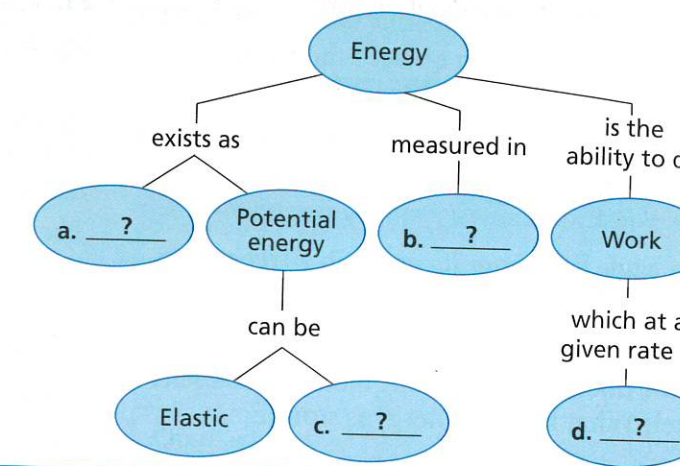 Energy
exists as
measured in
is the
ability to
a. ?
Potential
energy
b. ?
Work
can be
which at
given rate
Elastic
c. ?
d. ?